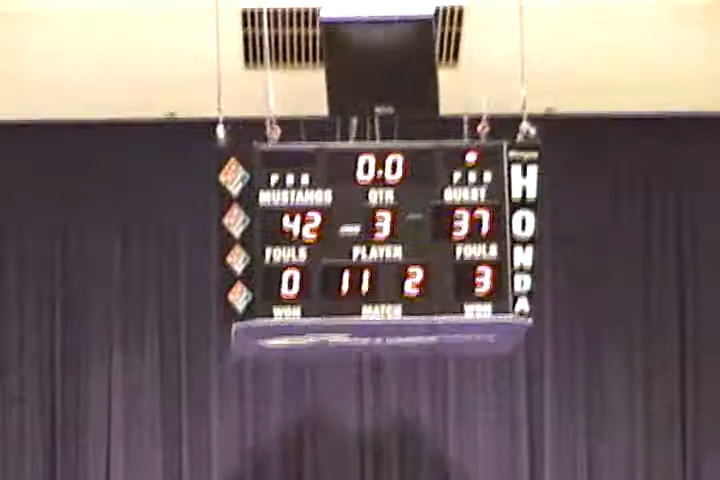 0.0
MUSTANGS QTR GUEST
42 3 37
FOULS PLAYER FOULS
0 11 2 3
WON MATCH WON
HONDA